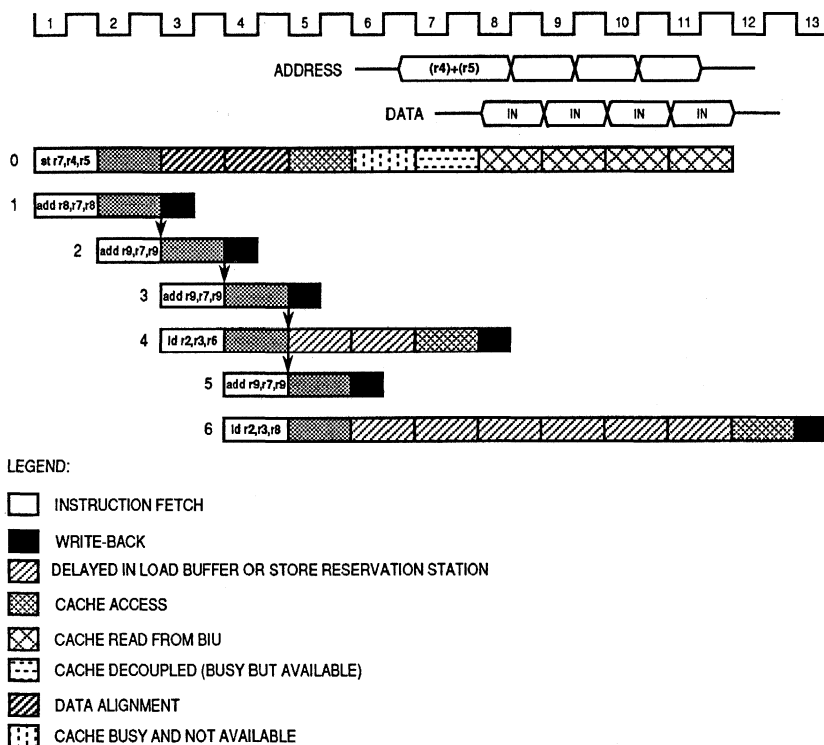 1 2 3 4 5 6 7 8 9 10 11 12 13
ADDRESS (r4)+(r5)
DATA IN IN IN IN
0 st r7,r4,r5
1 add r8,r7,r8
2 add r9,r7,r9
3 add r9,r7,r9
4 ld r2,r3,r6
5 add r9,r7,r9
6 ld r2,r3,r8
LEGEND:
INSTRUCTION FETCH
WRITE-BACK
DELAYED IN LOAD BUFFER OR STORE RESERVATION STATION
CACHE ACCESS
CACHE READ FROM BIU
CACHE DECOUPLED (BUSY BUT AVAILABLE)
DATA ALIGNMENT
CACHE BUSY AND NOT AVAILABLE